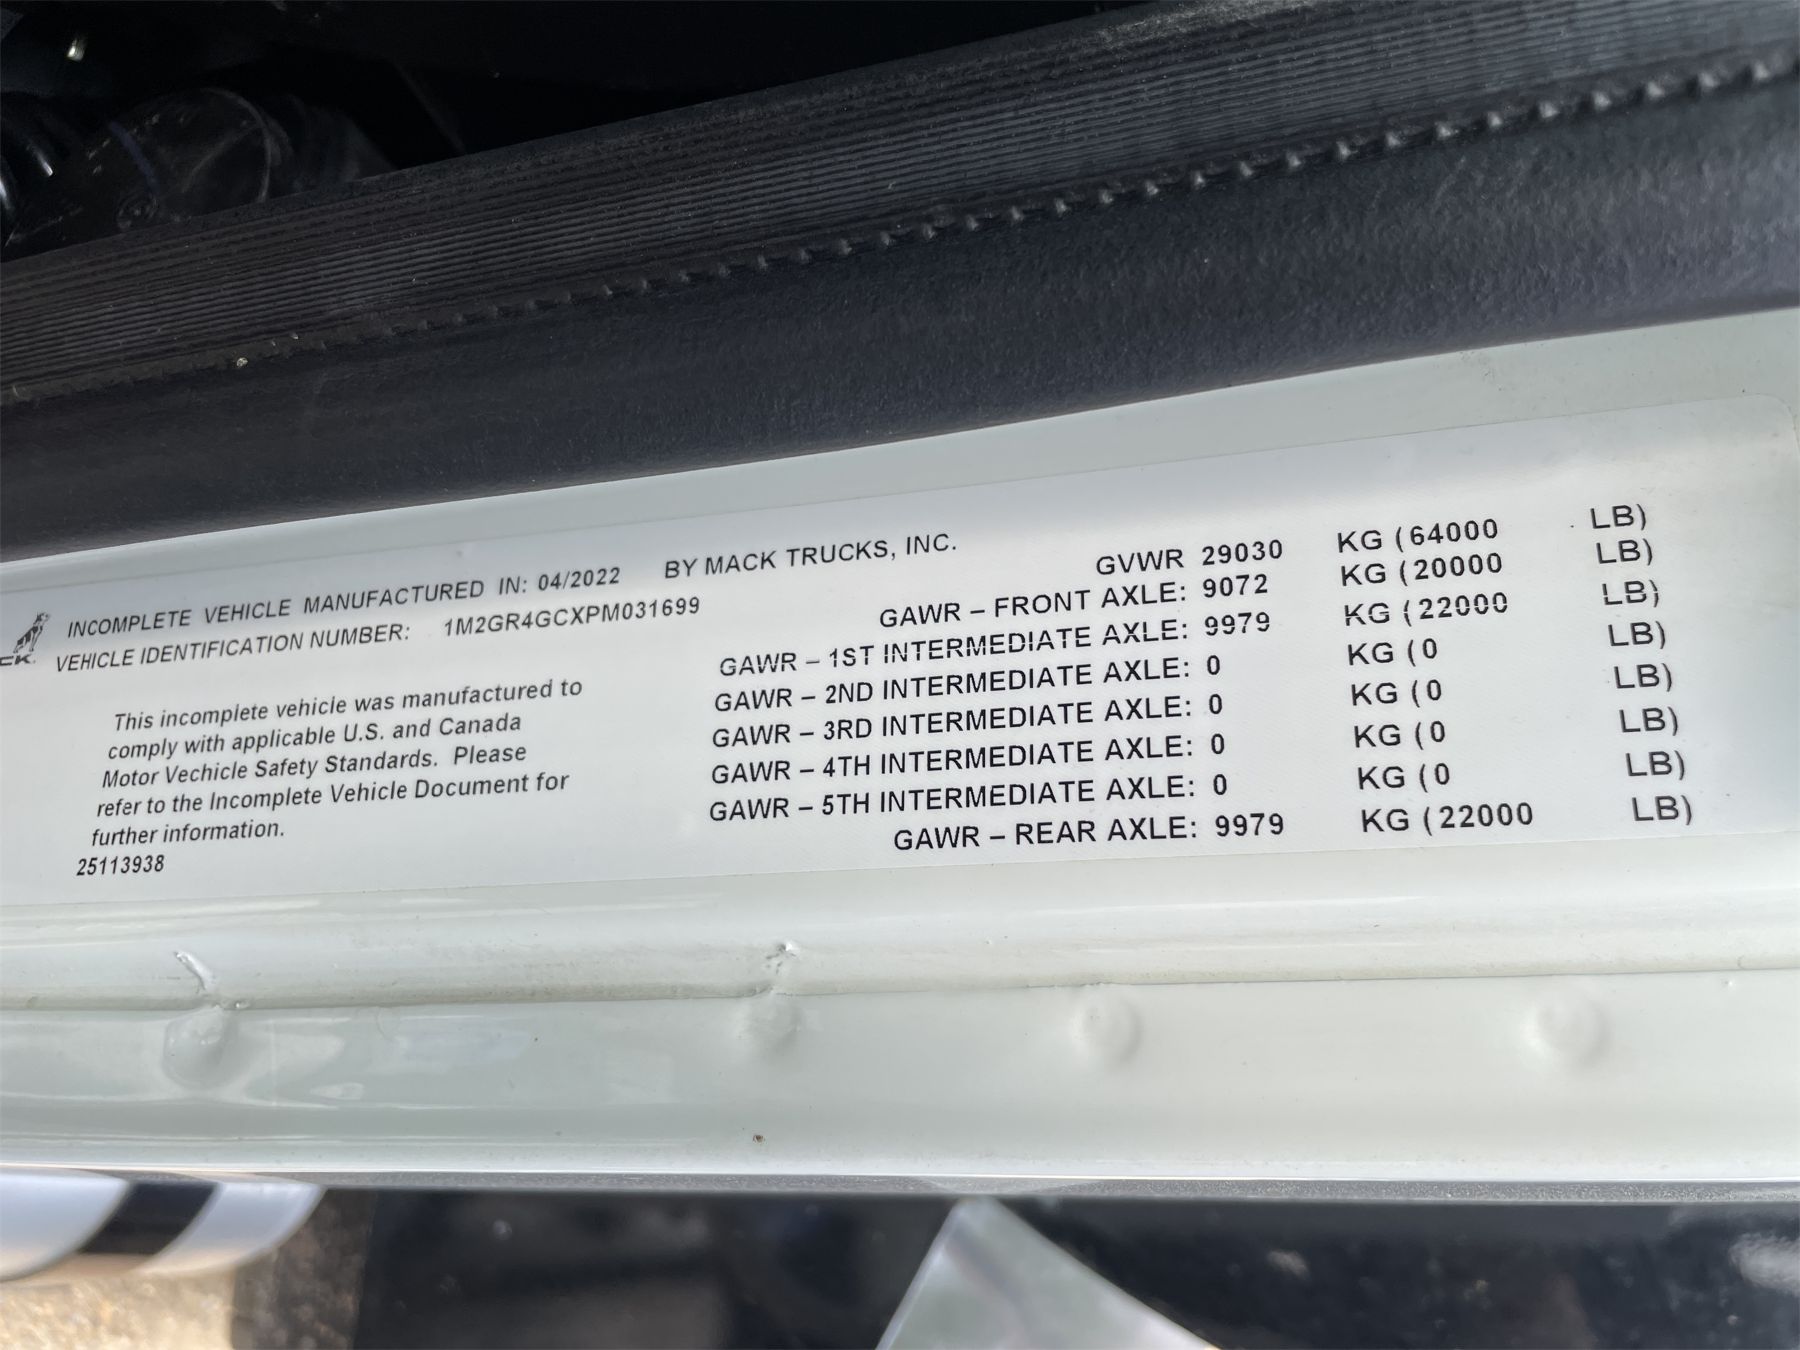 INCOMPLETE VEHICLE MANUFACTURED IN: 04/2022 BY MACK TRUCKS, INC.
VEHICLE IDENTIFICATION NUMBER: 1M2GR4GCXPM031699
CK.
This incomplete vehicle was manufactured to
comply with applicable U.S. and Canada
Motor Vechicle Safety Standards. Please
refer to the Incomplete Vehicle Document for
further information.
25113938
GVWR 29030 KG (64000 LB)
GAWR – FRONT AXLE: 9072 KG (20000 LB)
GAWR – 1ST INTERMEDIATE AXLE: 9979 KG (22000 LB)
GAWR – 2ND INTERMEDIATE AXLE: 0 KG (0 LB)
GAWR – 3RD INTERMEDIATE AXLE: 0 KG (0 LB)
GAWR – 4TH INTERMEDIATE AXLE: 0 KG (0 LB)
GAWR – 5TH INTERMEDIATE AXLE: 0 KG (0 LB)
GAWR – REAR AXLE: 9979 KG (22000 LB)